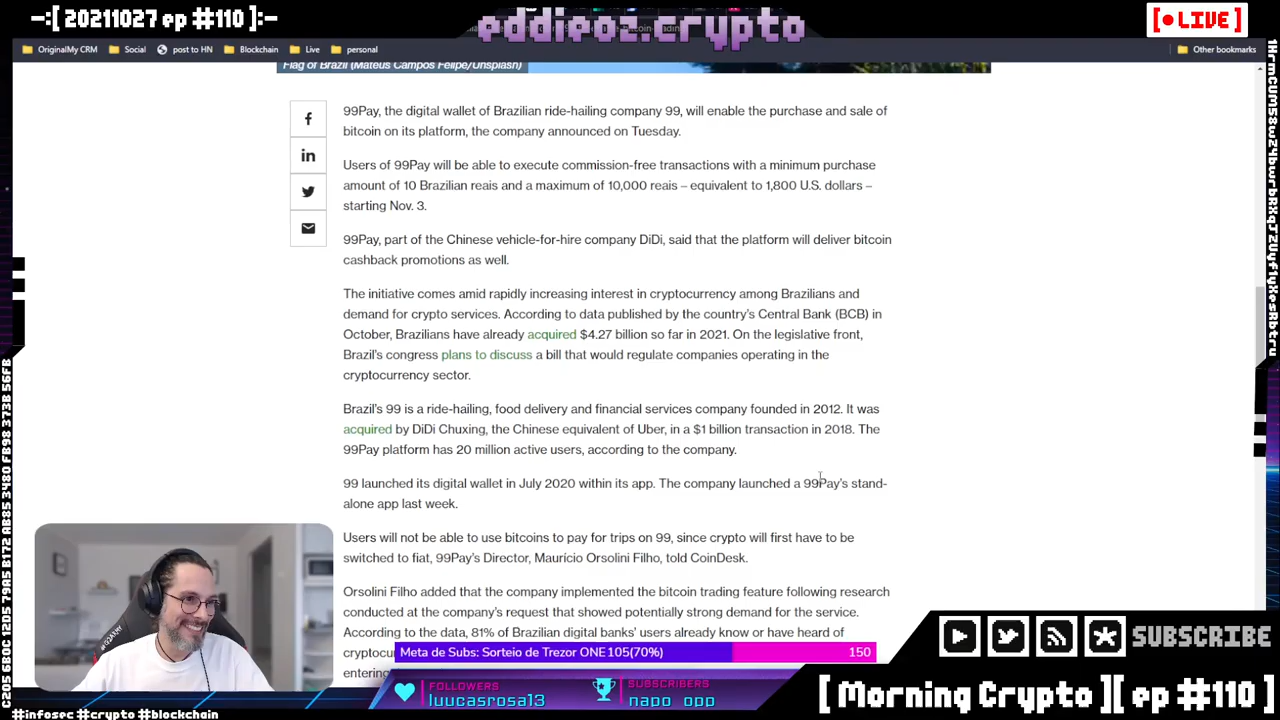 -:[ 20211027 ep #110 ]:-
eddieoz.crypto
[● LIVE ]
OriginalMy CRM
Social
post to HN
Blockchain
Live
personal
Other bookmarks
Flag of Brazil (Mateus Campos Felipe/Unsplash)
99Pay, the digital wallet of Brazilian ride-hailing company 99, will enable the purchase and sale of
bitcoin on its platform, the company announced on Tuesday.
Users of 99Pay will be able to execute commission-free transactions with a minimum purchase
amount of 10 Brazilian reais and a maximum of 10,000 reais – equivalent to 1,800 U.S. dollars –
starting Nov. 3.
99Pay, part of the Chinese vehicle-for-hire company DiDi, said that the platform will deliver bitcoin
cashback promotions as well.
The initiative comes amid rapidly increasing interest in cryptocurrency among Brazilians and
demand for crypto services. According to data published by the country's Central Bank (BCB) in
October, Brazilians have already acquired $4.27 billion so far in 2021. On the legislative front,
Brazil's congress plans to discuss a bill that would regulate companies operating in the
cryptocurrency sector.
Brazil's 99 is a ride-hailing, food delivery and financial services company founded in 2012. It was
acquired by DiDi Chuxing, the Chinese equivalent of Uber, in a $1 billion transaction in 2018. The
99Pay platform has 20 million active users, according to the company.
99 launched its digital wallet in July 2020 within its app. The company launched a 99Pay's stand-
alone app last week.
Users will not be able to use bitcoins to pay for trips on 99, since crypto will first have to be
switched to fiat, 99Pay's Director, Maurício Orsolini Filho, told CoinDesk.
Orsolini Filho added that the company implemented the bitcoin trading feature following research
conducted at the company's request that showed potentially strong demand for the service.
According to the data, 81% of Brazilian digital banks' users already know or have heard of
cryptocu
entering
Meta de Subs: Sorteio de Trezor ONE 105(70%)
150
FOLLOWERS
luucasrosa13
SUBSCRIBERS
napo_opp
SUBSCRIBE
[ Morning Crypto ][ ep #110 ]
#infosec #crypto #blockchain
C205 5B0C 12D5 79A5 B172 AB85 3480 FB98 373B 56FB